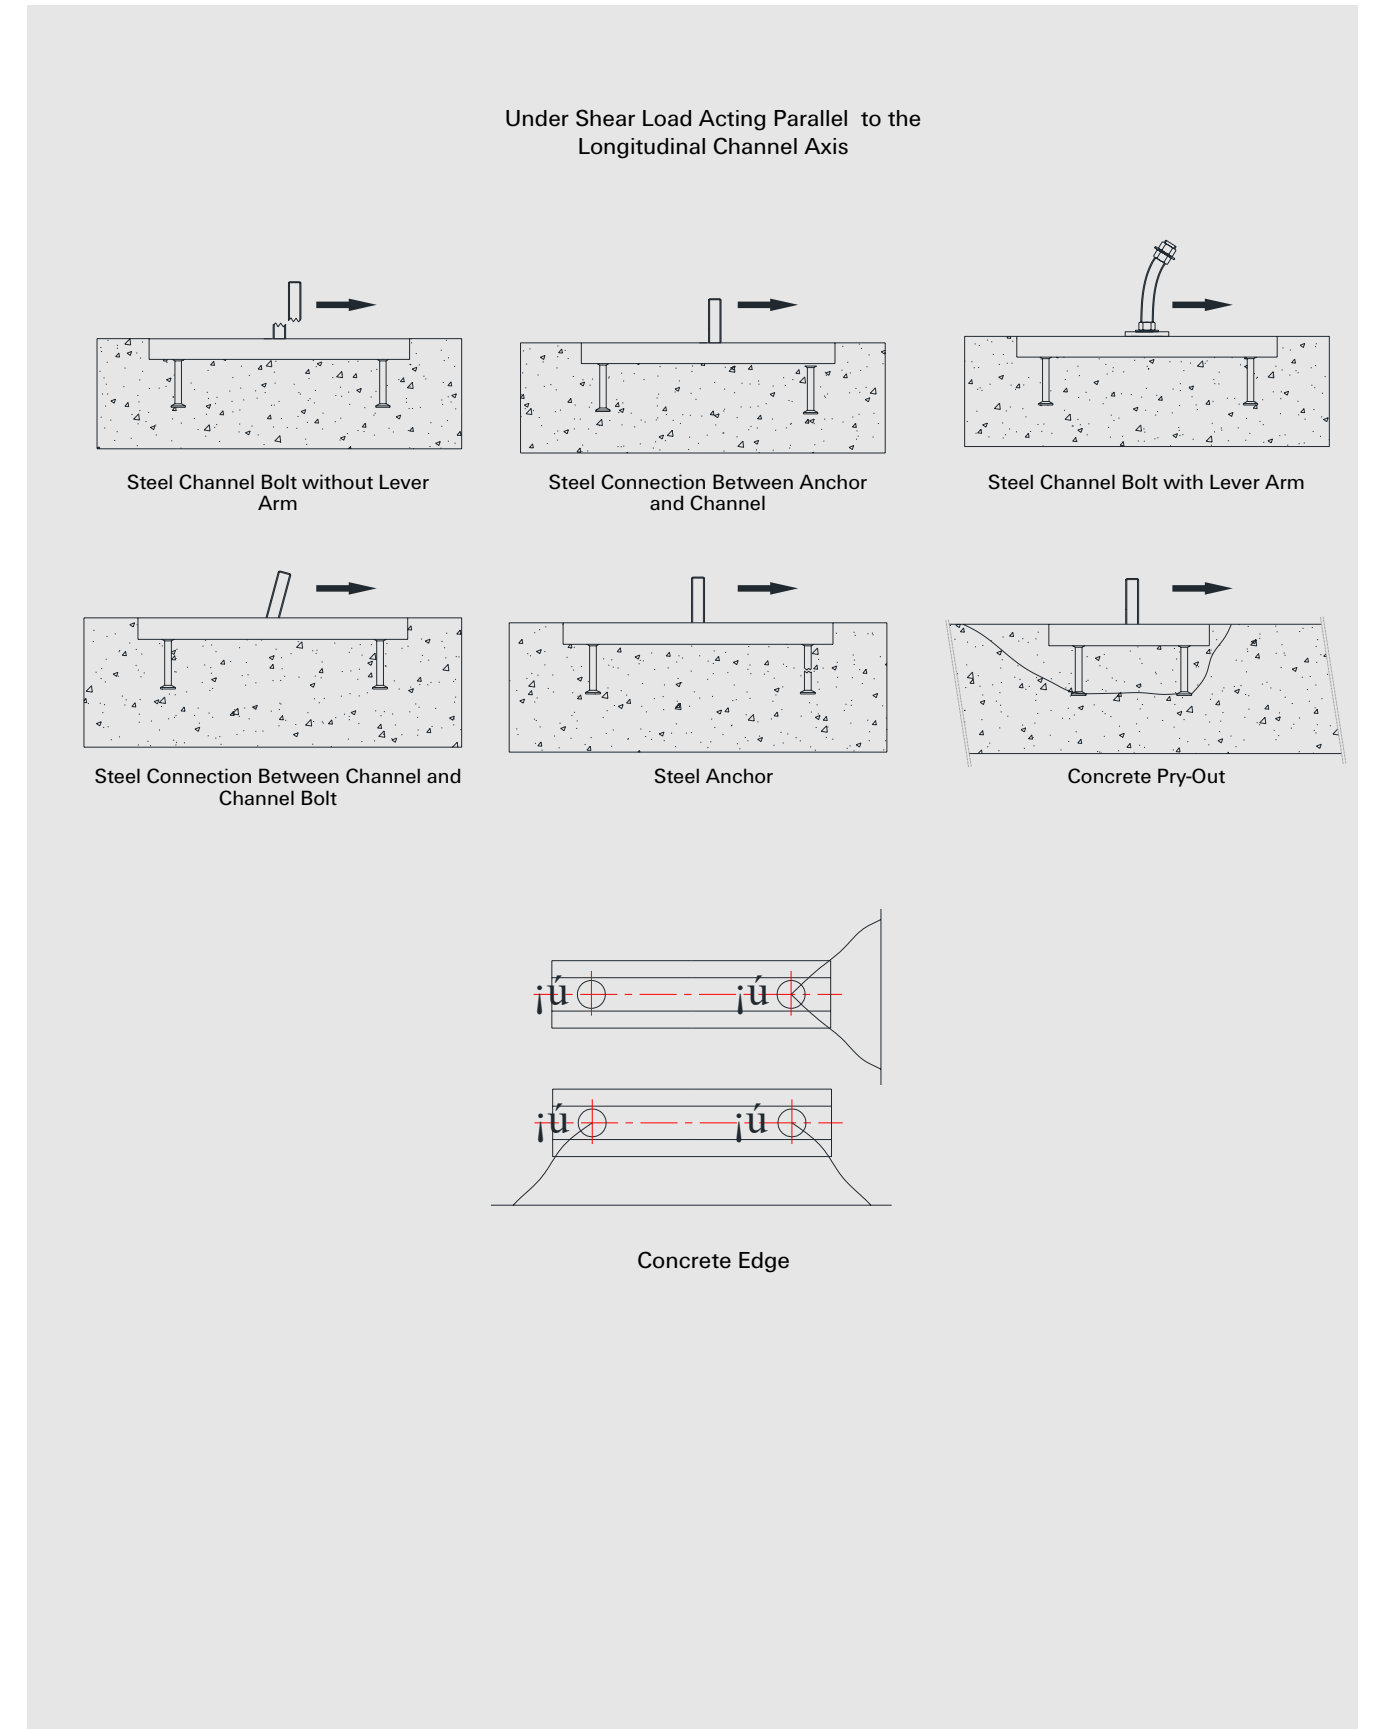 Under Shear Load Acting Parallel  to the
Longitudinal Channel Axis
Steel Channel Bolt without Lever
Arm
Steel Connection Between Anchor
and Channel
Steel Channel Bolt with Lever Arm
Steel Connection Between Channel and
Channel Bolt
Steel Anchor
Concrete Pry-Out
¡ú ¡ú
¡ú ¡ú
Concrete Edge